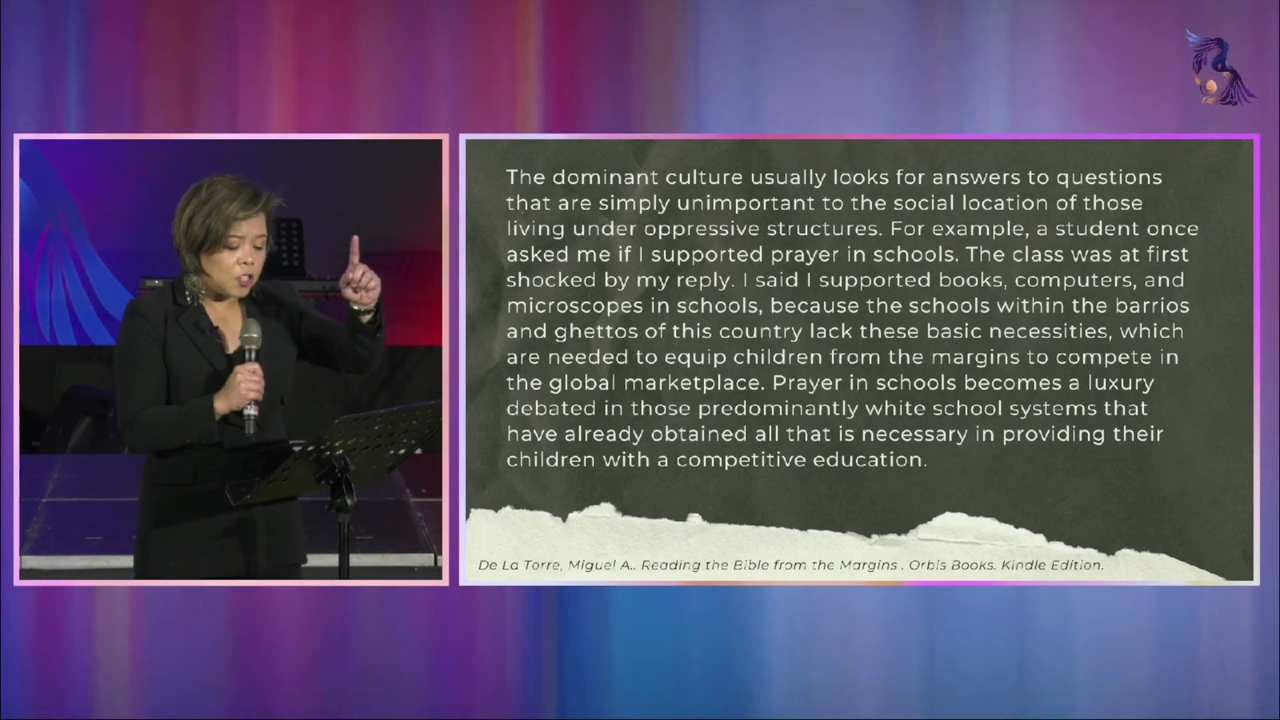 The dominant culture usually looks for answers to questions
that are simply unimportant to the social location of those
living under oppressive structures. For example, a student once
asked me if I supported prayer in schools. The class was at first
shocked by my reply. I said I supported books, computers, and
microscopes in schools, because the schools within the barrios
and ghettos of this country lack these basic necessities, which
are needed to equip children from the margins to compete in
the global marketplace. Prayer in schools becomes a luxury
debated in those predominantly white school systems that
have already obtained all that is necessary in providing their
children with a competitive education.
De La Torre, Miguel A.. Reading the Bible from the Margins . Orbis Books. Kindle Edition.